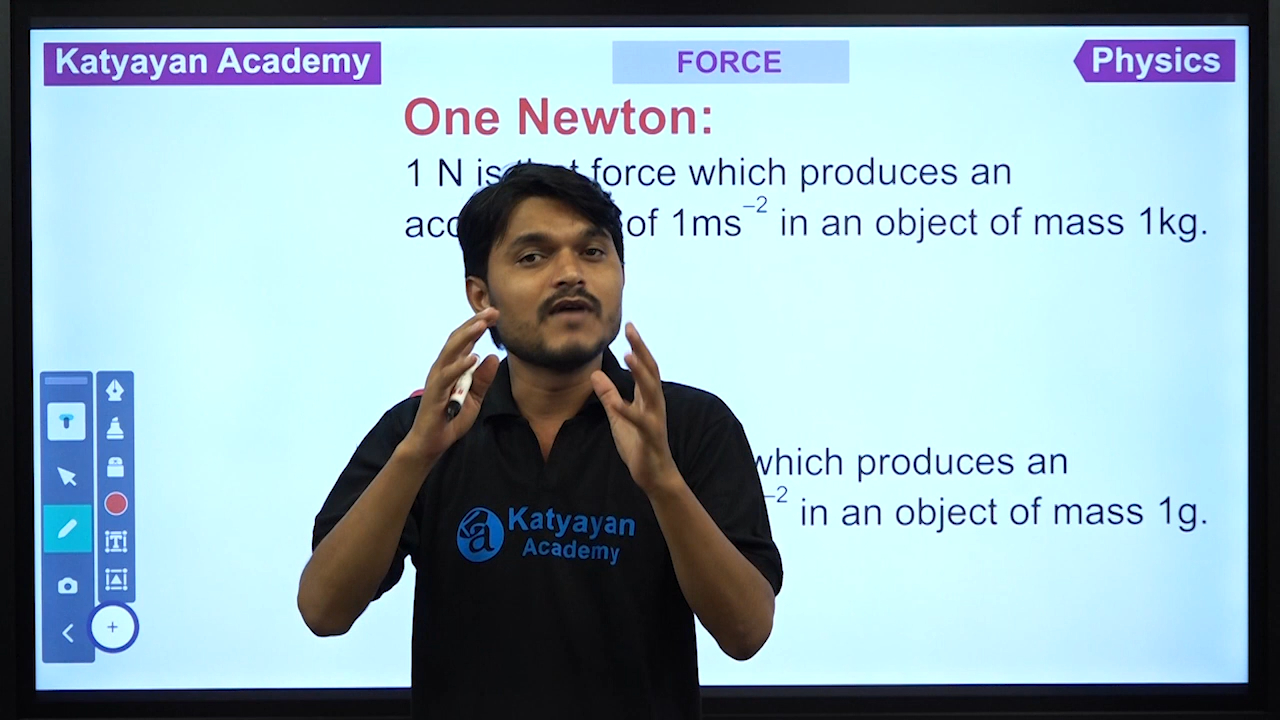 Katyayan Academy
FORCE
Physics
One Newton:
1 N is that force which produces an
of 1ms⁻² in an object of mass 1kg.
which produces an
⁻² in an object of mass 1g.
Katyayan
Academy